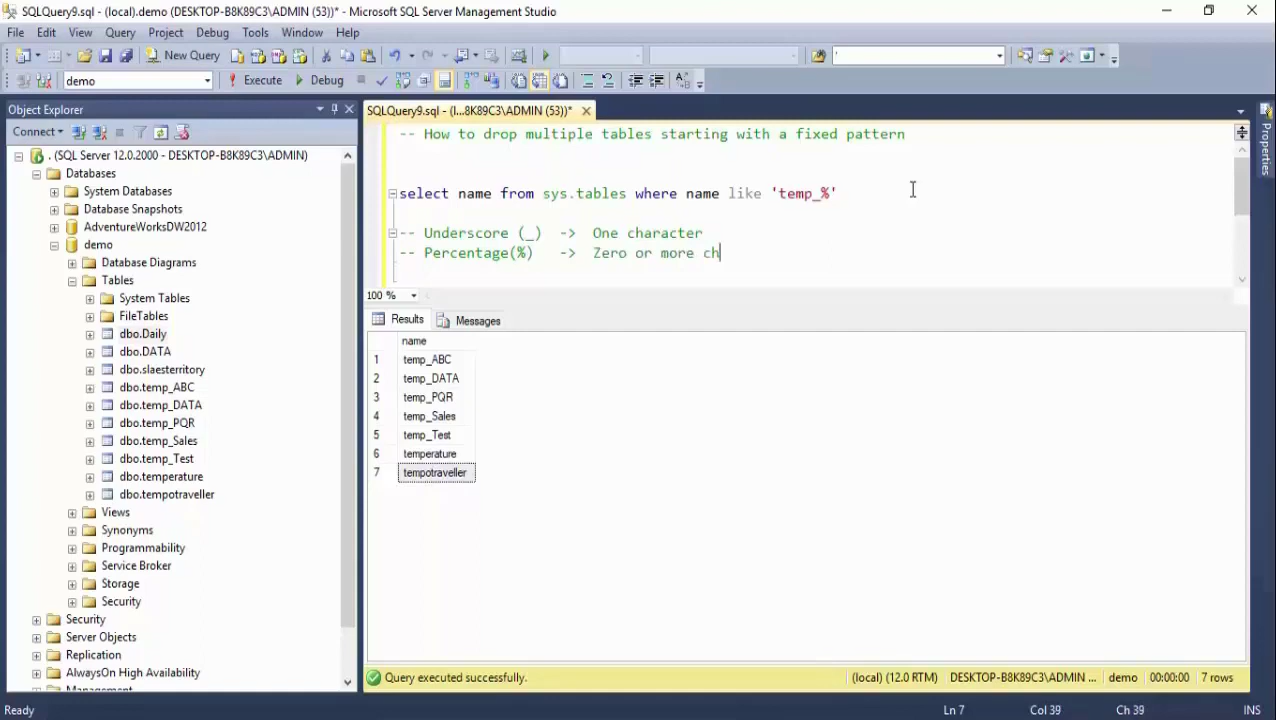 SQLQuery9.sql - (local).demo (DESKTOP-B8K89C3\ADMIN (53))* - Microsoft SQL Server Management Studio
File Edit View Query Project Debug Tools Window Help
New Query '
demo Execute Debug
Object Explorer
SQLQuery9.sql - (l...8K89C3\ADMIN (53))*
Properties
Connect
. (SQL Server 12.0.2000 - DESKTOP-B8K89C3\ADMIN)
Databases
System Databases
Database Snapshots
AdventureWorksDW2012
demo
Database Diagrams
Tables
System Tables
FileTables
dbo.Daily
dbo.DATA
dbo.slaesterritory
dbo.temp_ABC
dbo.temp_DATA
dbo.temp_PQR
dbo.temp_Sales
dbo.temp_Test
dbo.temperature
dbo.tempotraveller
Views
Synonyms
Programmability
Service Broker
Storage
Security
Security
Server Objects
Replication
AlwaysOn High Availability
-- How to drop multiple tables starting with a fixed pattern
select name from sys.tables where name like 'temp_%'
-- Underscore (_) -> One character
-- Percentage(%) -> Zero or more ch
100 %
Results Messages
name
1 temp_ABC
2 temp_DATA
3 temp_PQR
4 temp_Sales
5 temp_Test
6 temperature
7 tempotraveller
Query executed successfully. (local) (12.0 RTM) DESKTOP-B8K89C3\ADMIN ... demo 00:00:00 7 rows
Ready Ln 7 Col 39 Ch 39 INS